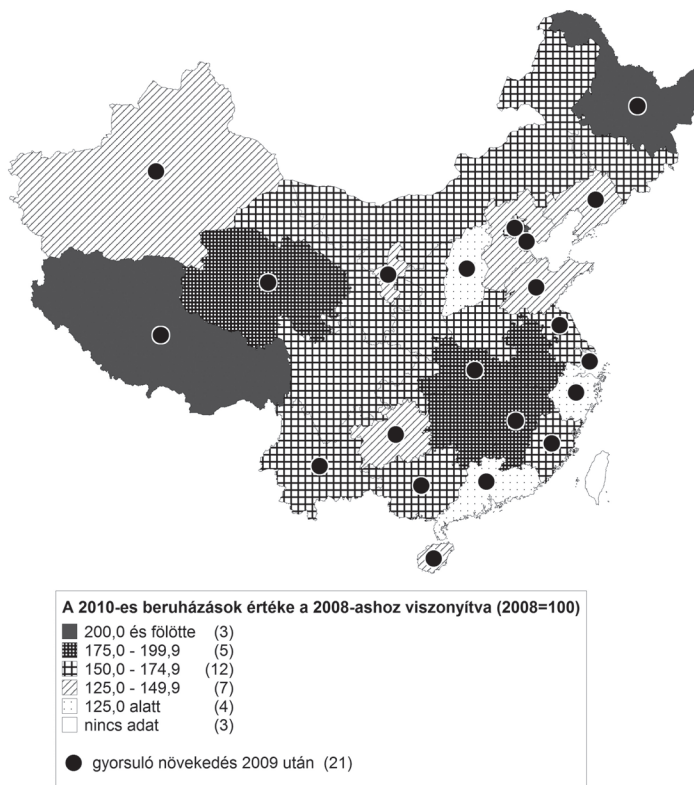 A 2010-es beruházások értéke a 2008-ashoz viszonyítva (2008=100)
200,0 és fölötte (3)
175,0 - 199,9 (5)
150,0 - 174,9 (12)
125,0 - 149,9 (7)
125,0 alatt (4)
nincs adat (3)
gyorsuló növekedés 2009 után (21)